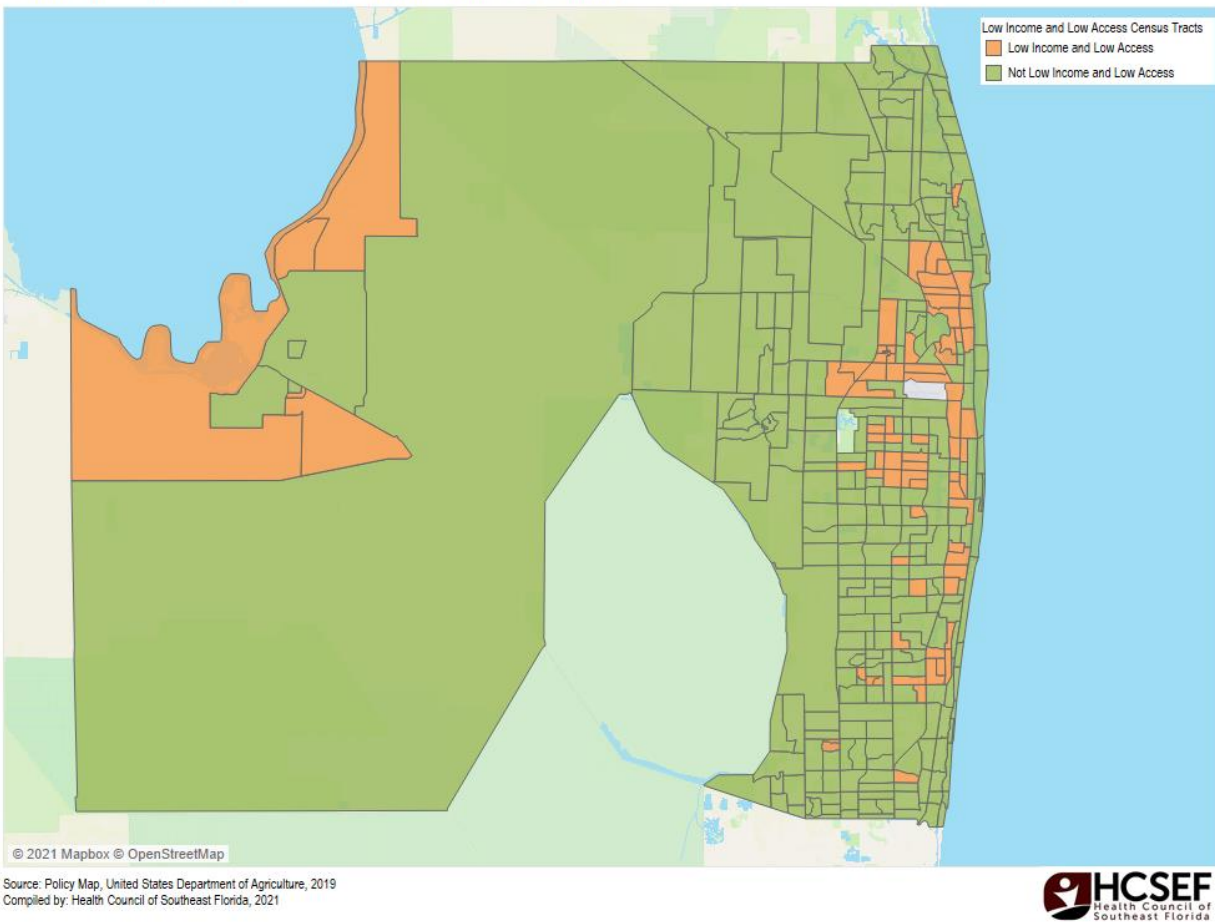 Low Income and Low Access Census Tracts
Low Income and Low Access
Not Low Income and Low Access
© 2021 Mapbox © OpenStreetMap
Source: Policy Map, United States Department of Agriculture, 2019
Compiled by: Health Council of Southeast Florida, 2021
HCSEF
Health Council of
Southeast Florida